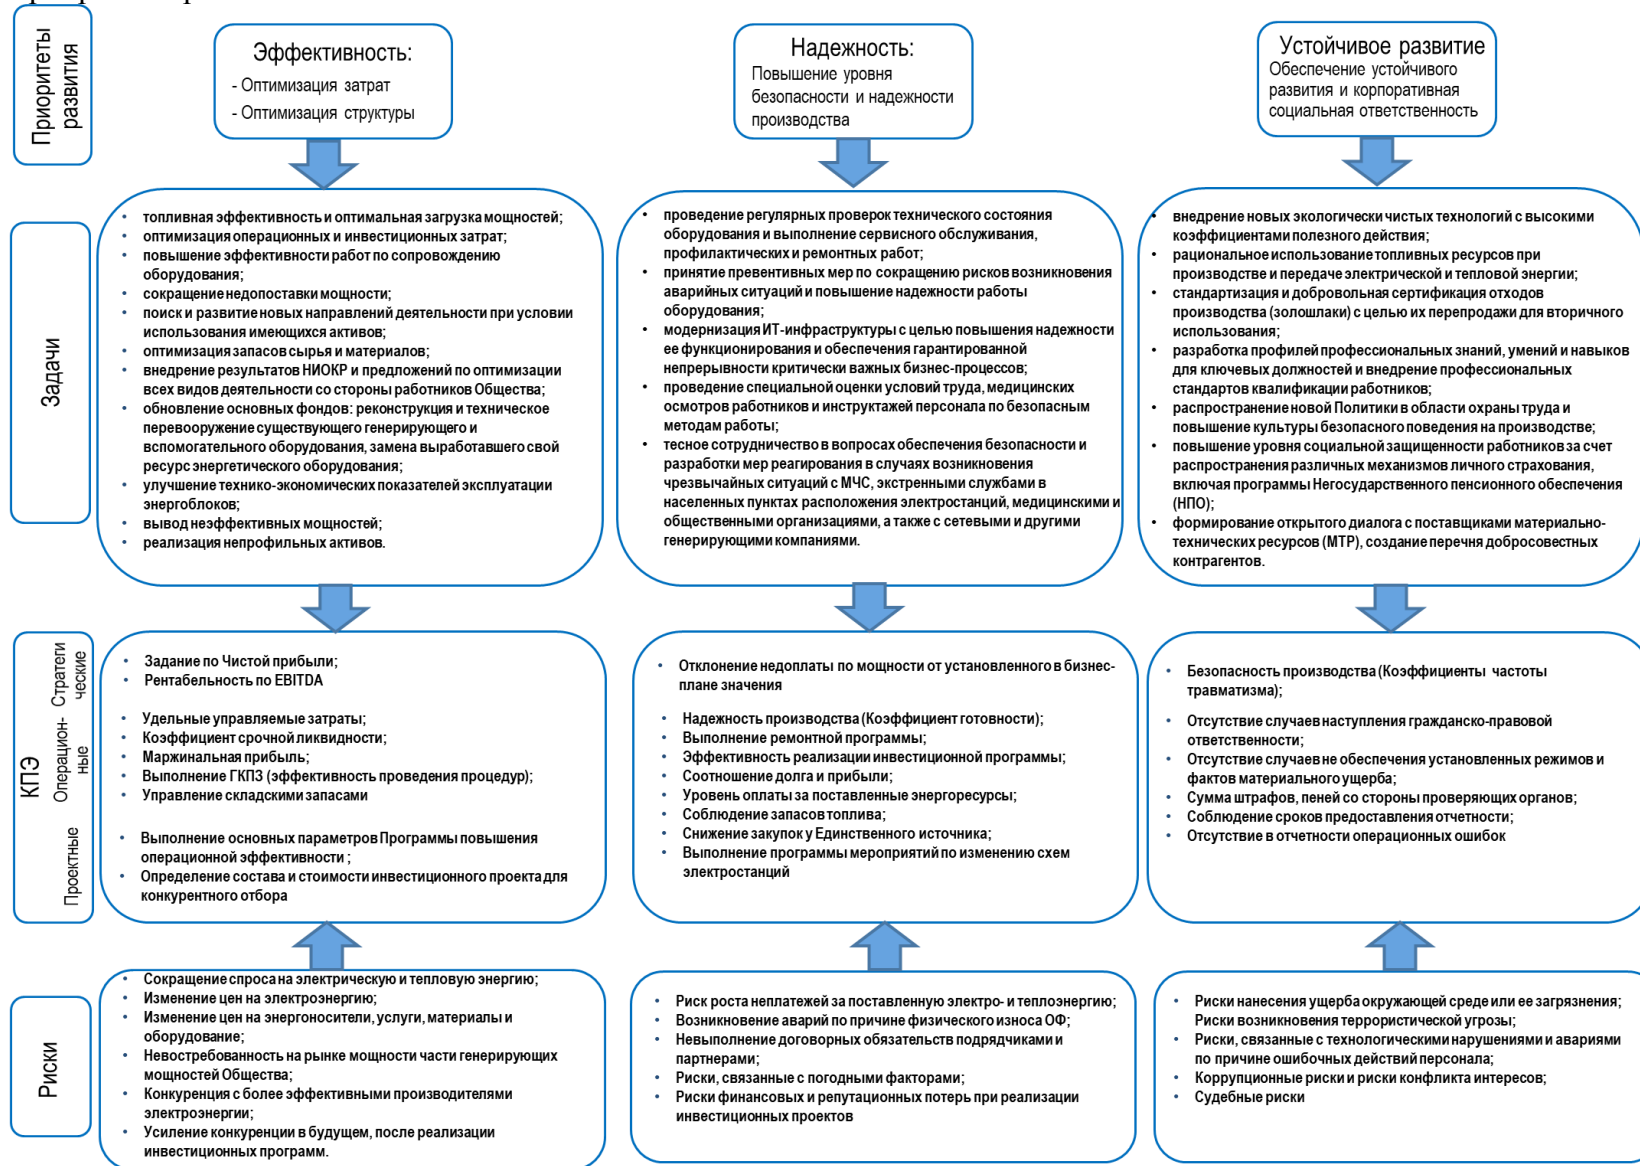 Приоритеты
развития
Эффективность:
- Оптимизация затрат
- Оптимизация структуры
Надежность:
Повышение уровня
безопасности и надежности
производства
Устойчивое развитие
Обеспечение устойчивого
развития и корпоративная
социальная ответственность
Задачи
• топливная эффективность и оптимальная загрузка мощностей;
• оптимизация операционных и инвестиционных затрат;
• повышение эффективности работ по сопровождению
оборудования;
• сокращение недопоставки мощности;
• поиск и развитие новых направлений деятельности при условии
использования имеющихся активов;
• оптимизация запасов сырья и материалов;
• внедрение результатов НИОКР и предложений по оптимизации
всех видов деятельности со стороны работников Общества;
• обновление основных фондов: реконструкция и техническое
перевооружение существующего генерирующего и
вспомогательного оборудования, замена выработавшего свой
ресурс энергетического оборудования;
• улучшение технико-экономических показателей эксплуатации
энергоблоков;
• вывод неэффективных мощностей;
• реализация непрофильных активов.
• проведение регулярных проверок технического состояния
оборудования и выполнение сервисного обслуживания,
профилактических и ремонтных работ;
• принятие превентивных мер по сокращению рисков возникновения
аварийных ситуаций и повышение надежности работы
оборудования;
• модернизация ИТ-инфраструктуры с целью повышения надежности
ее функционирования и обеспечения гарантированной
непрерывности критически важных бизнес-процессов;
• проведение специальной оценки условий труда, медицинских
осмотров работников и инструктажей персонала по безопасным
методам работы;
• тесное сотрудничество в вопросах обеспечения безопасности и
разработки мер реагирования в случаях возникновения
чрезвычайных ситуаций с МЧС, экстренными службами в
населенных пунктах расположения электростанций, медицинскими и
общественными организациями, а также с сетевыми и другими
генерирующими компаниями.
• внедрение новых экологически чистых технологий с высокими
коэффициентами полезного действия;
• рациональное использование топливных ресурсов при
производстве и передаче электрической и тепловой энергии;
• стандартизация и добровольная сертификация отходов
производства (золошлаки) с целью их перепродажи для вторичного
использования;
• разработка профилей профессиональных знаний, умений и навыков
для ключевых должностей и внедрение профессиональных
стандартов квалификации работников;
• распространение новой Политики в области охраны труда и
повышение культуры безопасного поведения на производстве;
• повышение уровня социальной защищенности работников за счет
распространения различных механизмов личного страхования,
включая программы Негосударственного пенсионного обеспечения
(НПО);
• формирование открытого диалога с поставщиками материально-
технических ресурсов (МТР), создание перечня добросовестных
контрагентов.
КПЭ
Стратеги
ческие
Операцион-
ные
Проектные
• Задание по Чистой прибыли;
• Рентабельность по EBITDA
• Удельные управляемые затраты;
• Коэффициент срочной ликвидности;
• Маржинальная прибыль;
• Выполнение ГКПЗ (эффективность проведения процедур);
• Управление складскими запасами
• Выполнение основных параметров Программы повышения
операционной эффективности ;
• Определение состава и стоимости инвестиционного проекта для
конкурентного отбора
• Отклонение недоплаты по мощности от установленного в бизнес-
плане значения
• Надежность производства (Коэффициент готовности);
• Выполнение ремонтной программы;
• Эффективность реализации инвестиционной программы;
• Соотношение долга и прибыли;
• Уровень оплаты за поставленные энергоресурсы;
• Соблюдение запасов топлива;
• Снижение закупок у Единственного источника;
• Выполнение программы мероприятий по изменению схем
электростанций
• Безопасность производства (Коэффициенты частоты
травматизма);
• Отсутствие случаев наступления гражданско-правовой
ответственности;
• Отсутствие случаев не обеспечения установленных режимов и
фактов материального ущерба;
• Сумма штрафов, пеней со стороны проверяющих органов;
• Соблюдение сроков предоставления отчетности;
• Отсутствие в отчетности операционных ошибок
Риски
• Сокращение спроса на электрическую и тепловую энергию;
• Изменение цен на электроэнергию;
• Изменение цен на энергоносители, услуги, материалы и
оборудование;
• Невостребованность на рынке мощности части генерирующих
мощностей Общества;
• Конкуренция с более эффективными производителями
электроэнергии;
• Усиление конкуренции в будущем, после реализации
инвестиционных программ.
• Риск роста неплатежей за поставленную электро- и теплоэнергию;
• Возникновение аварий по причине физического износа ОФ;
• Невыполнение договорных обязательств подрядчиками и
партнерами;
• Риски, связанные с погодными факторами;
• Риски финансовых и репутационных потерь при реализации
инвестиционных проектов
• Риски нанесения ущерба окружающей среде или ее загрязнения;
Риски возникновения террористической угрозы;
• Риски, связанные с технологическими нарушениями и авариями
по причине ошибочных действий персонала;
• Коррупционные риски и риски конфликта интересов;
• Судебные риски